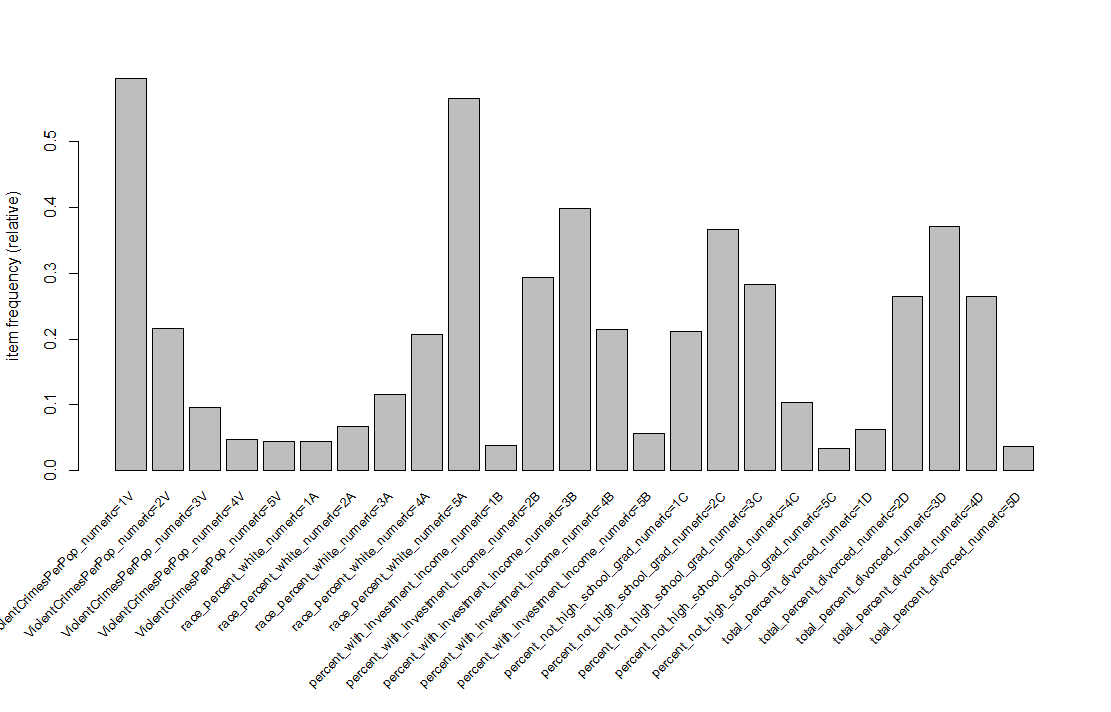 item frequency (relative)
0.5
0.4
0.3
0.2
0.1
0.0
ViolentCrimesPerPop_numeric=2V
ViolentCrimesPerPop_numeric=3V
ViolentCrimesPerPop_numeric=4V
ViolentCrimesPerPop_numeric=5V
race_percent_white_numeric=1A
race_percent_white_numeric=2A
race_percent_white_numeric=3A
race_percent_white_numeric=4A
race_percent_white_numeric=5A
percent_with_investment_income_numeric=1B
percent_with_investment_income_numeric=2B
percent_with_investment_income_numeric=3B
percent_with_investment_income_numeric=4B
percent_with_investment_income_numeric=5B
percent_not_high_school_grad_numeric=1C
percent_not_high_school_grad_numeric=2C
percent_not_high_school_grad_numeric=3C
percent_not_high_school_grad_numeric=4C
percent_not_high_school_grad_numeric=5C
total_percent_divorced_numeric=1D
total_percent_divorced_numeric=2D
total_percent_divorced_numeric=3D
total_percent_divorced_numeric=4D
total_percent_divorced_numeric=5D